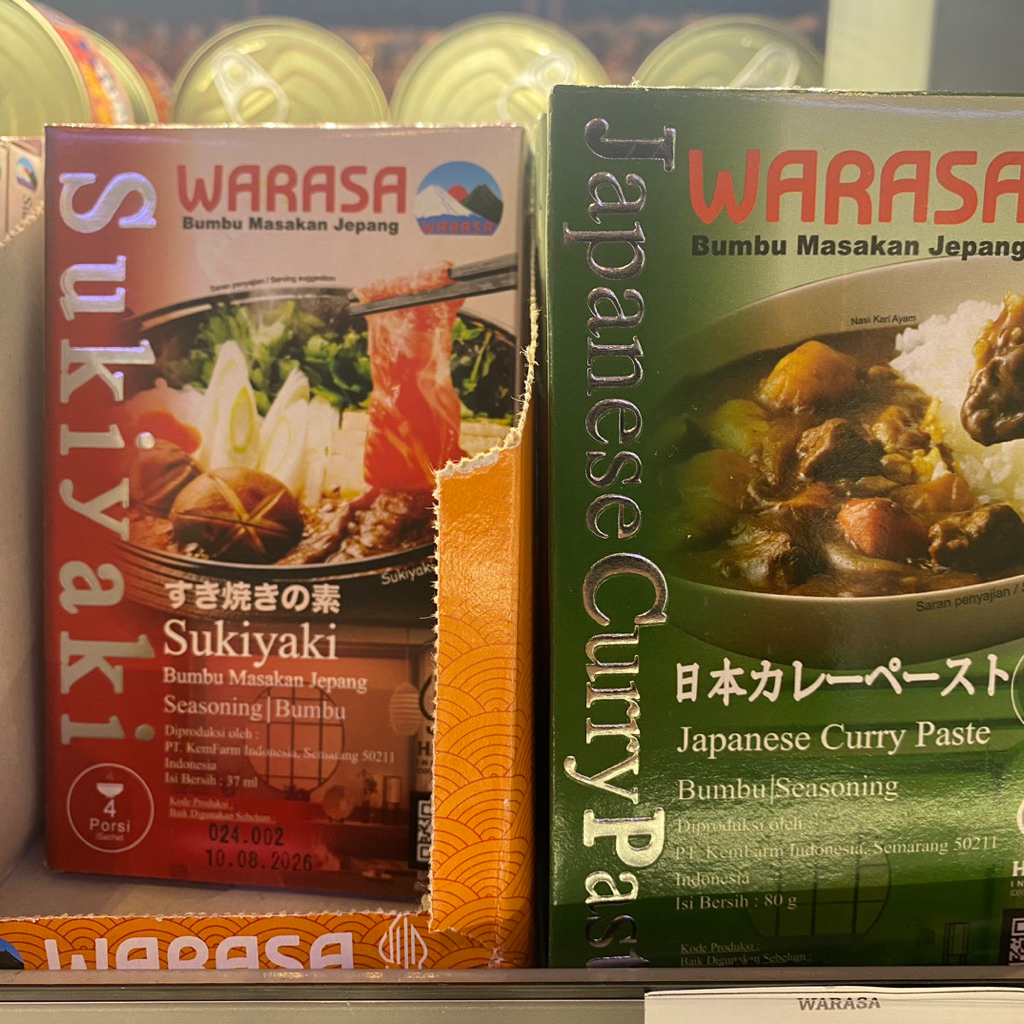 Sukiyaki
WARASA
Bumbu Masakan Jepang
WARASA
Saran penyajian / Serving suggestion
Sukiyaki
すき焼きの素
Sukiyaki
Bumbu Masakan Jepang
Seasoning|Bumbu
Diproduksi oleh :
PT. KemFarm Indonesia, Semarang 50211
Indonesia
Isi Bersih : 37 ml
4
Porsi
/Sachet
Kode Produksi :
Baik Digunakan Sebelum :
024.002
10.08.2026
WARASA
Japanese Curry Past
WARASA
Bumbu Masakan Jepang
Nasi Kari Ayam
Saran penyajian /
日本カレーペースト
Japanese Curry Paste
Bumbu|Seasoning
Diproduksi oleh :
PT. KemFarm Indonesia, Semarang 50211
Indonesia
Isi Bersih : 80 g
Kode Produksi :
Baik Digunakan Sebelum :
WARASA